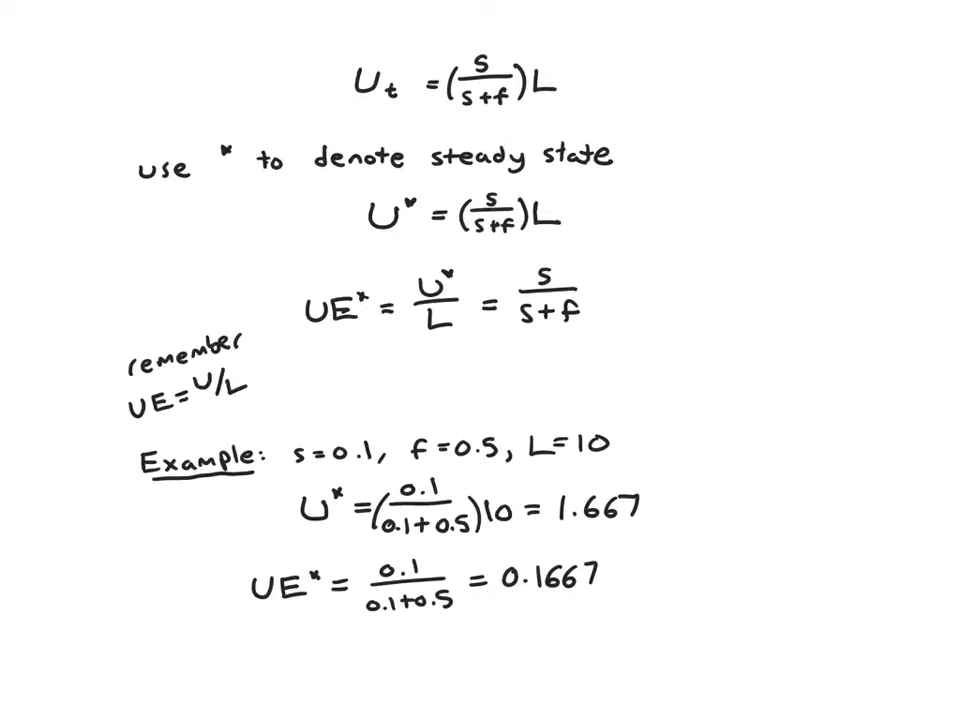 U_t = (s/(s+f))L
use * to denote steady state
U* = (s/(s+f))L
UE* = U*/L = s/(s+f)
remember
UE = U/L
Example: s = 0.1, f = 0.5, L = 10
U* = (0.1/(0.1+0.5))10 = 1.667
UE* = 0.1/(0.1+0.5) = 0.1667